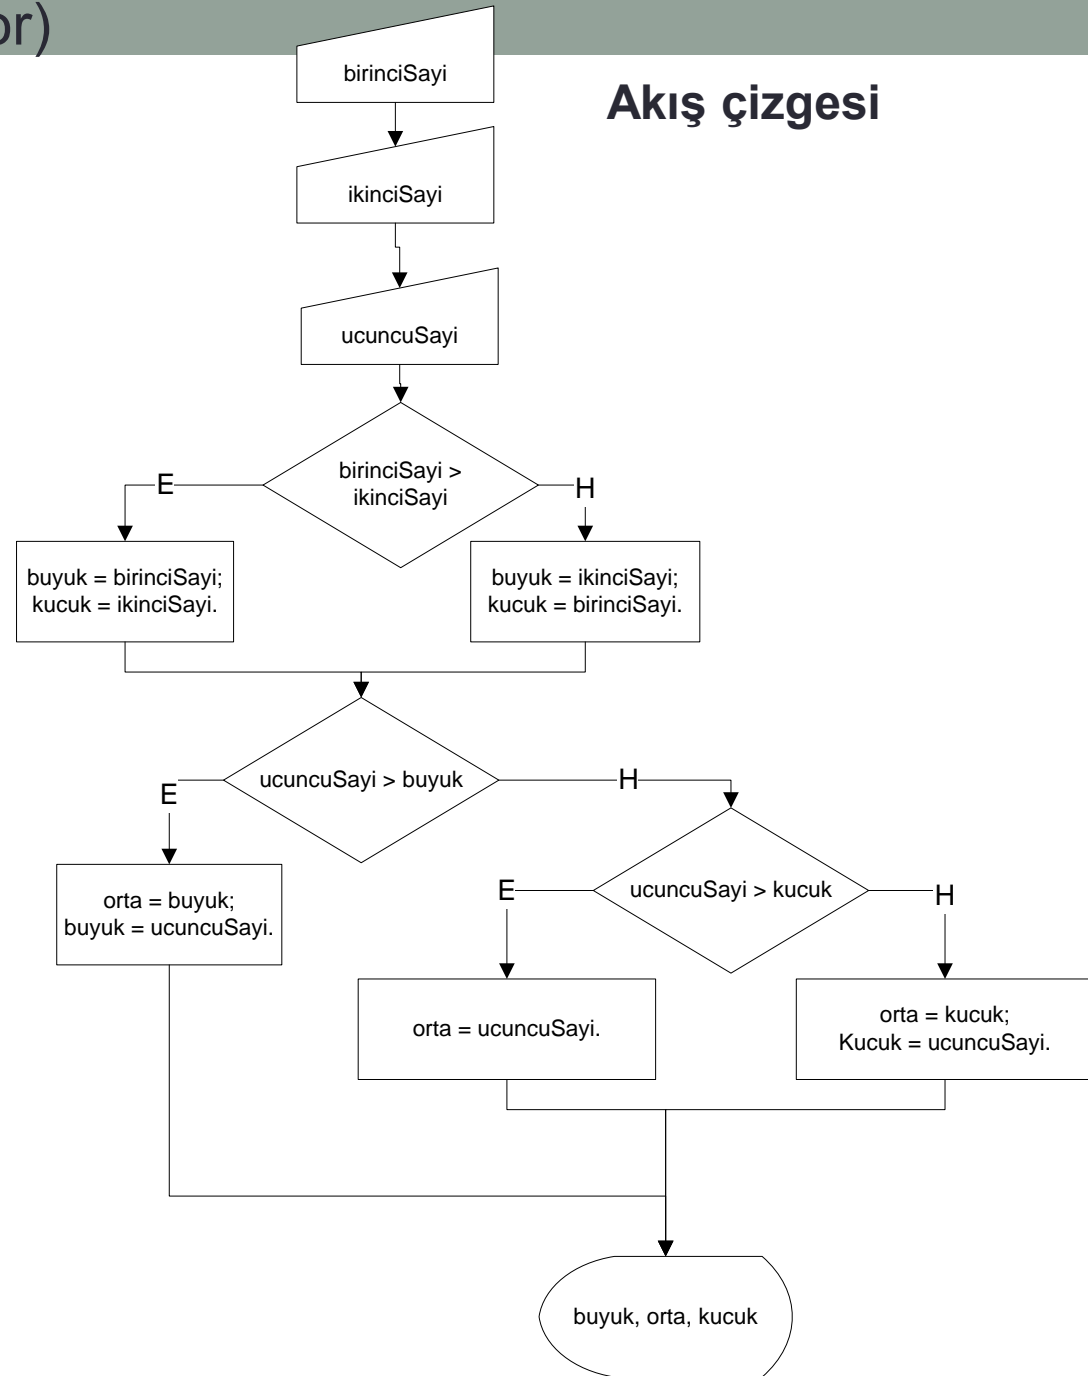 or)
Akış çizgesi
birinciSayi
ikinciSayi
ucuncuSayi
birinciSayi >
ikinciSayi
E
H
buyuk = birinciSayi;
kucuk = ikinciSayi.
buyuk = ikinciSayi;
kucuk = birinciSayi.
ucuncuSayi > buyuk
E
H
orta = buyuk;
buyuk = ucuncuSayi.
ucuncuSayi > kucuk
E
H
orta = ucuncuSayi.
orta = kucuk;
Kucuk = ucuncuSayi.
buyuk, orta, kucuk